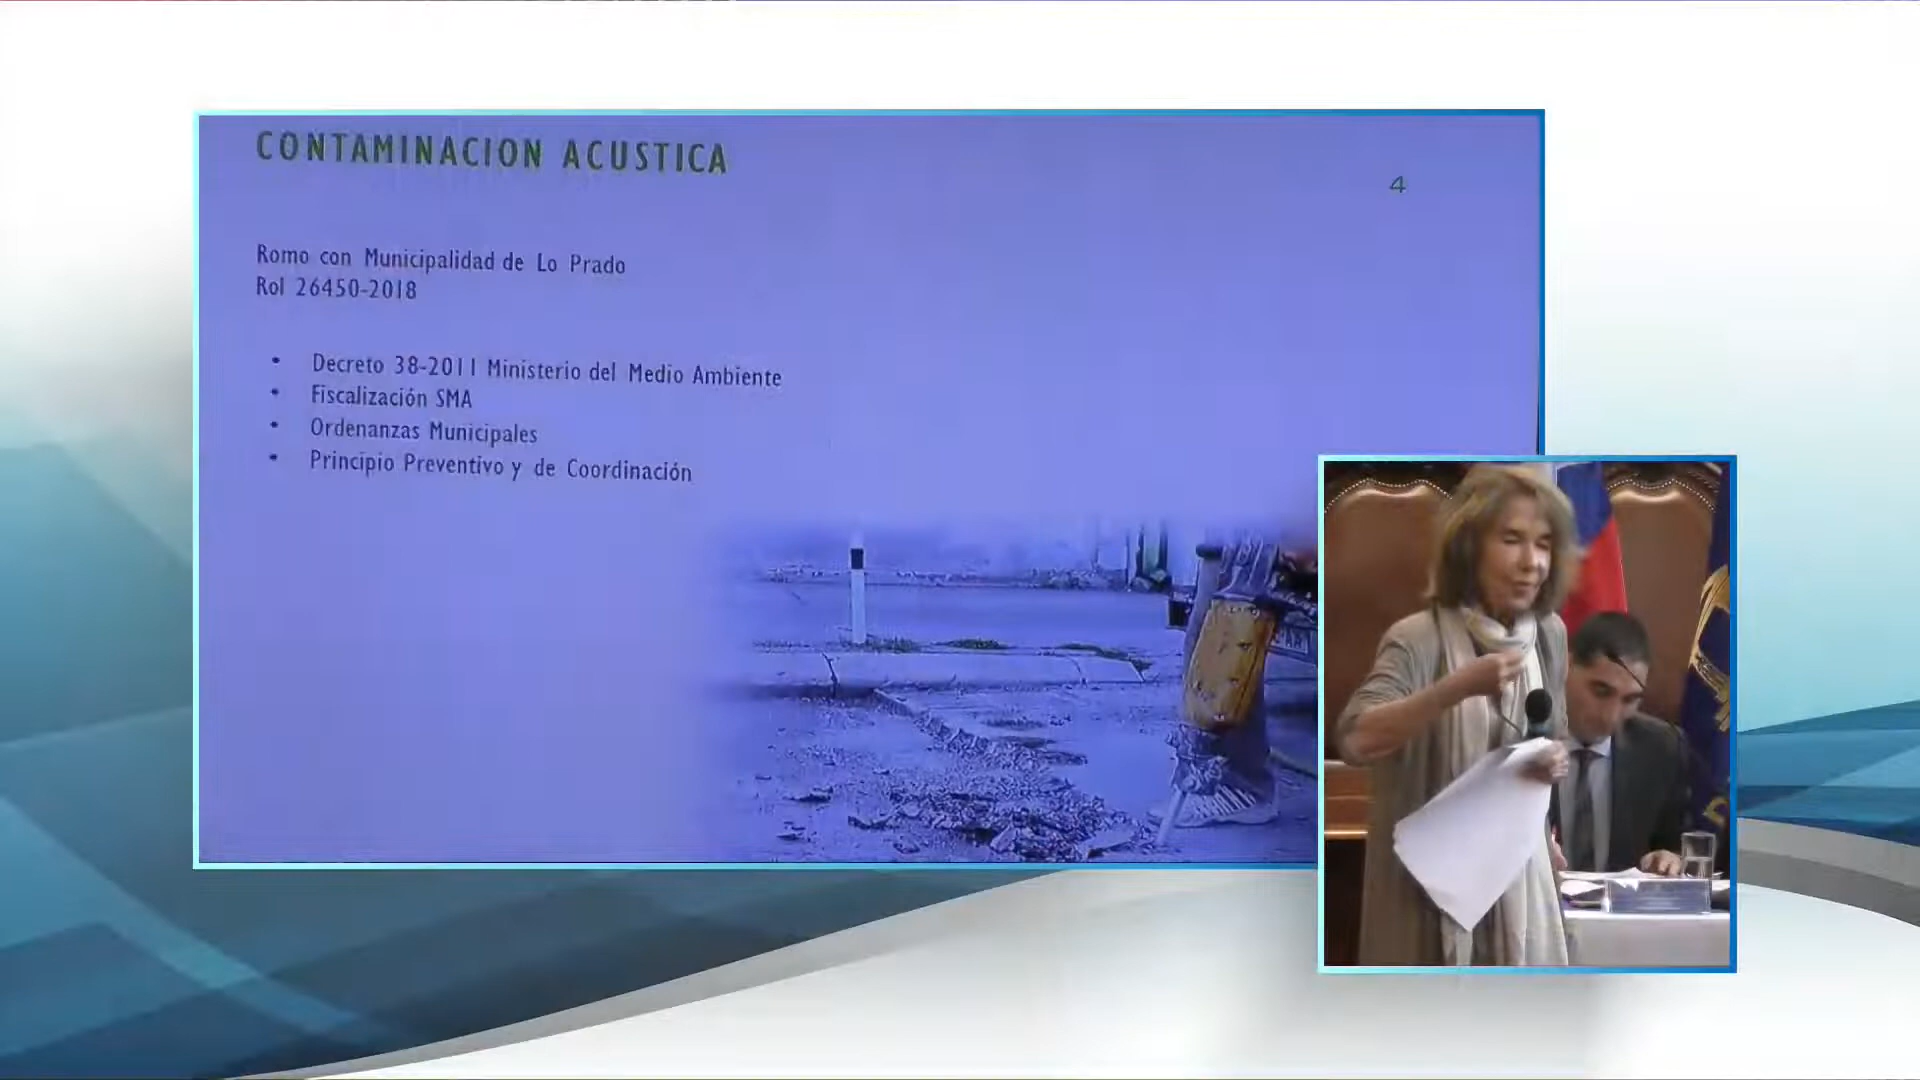 CONTAMINACION ACUSTICA
4
Romo con Municipalidad de Lo Prado
Rol 26450-2018
• Decreto 38-2011 Ministerio del Medio Ambiente
• Fiscalización SMA
• Ordenanzas Municipales
• Principio Preventivo y de Coordinación